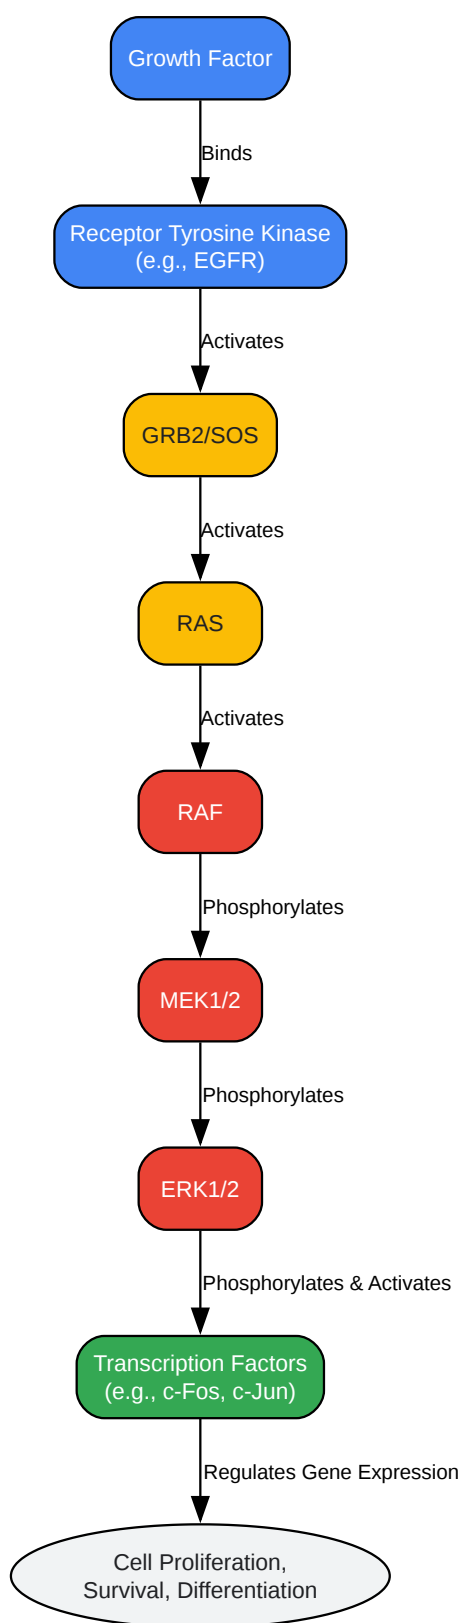 Growth Factor
Binds
Receptor Tyrosine Kinase
(e.g., EGFR)
Activates
GRB2/SOS
Activates
RAS
Activates
RAF
Phosphorylates
MEK1/2
Phosphorylates
ERK1/2
Phosphorylates & Activates
Transcription Factors
(e.g., c-Fos, c-Jun)
Regulates Gene Expression
Cell Proliferation,
Survival, Differentiation